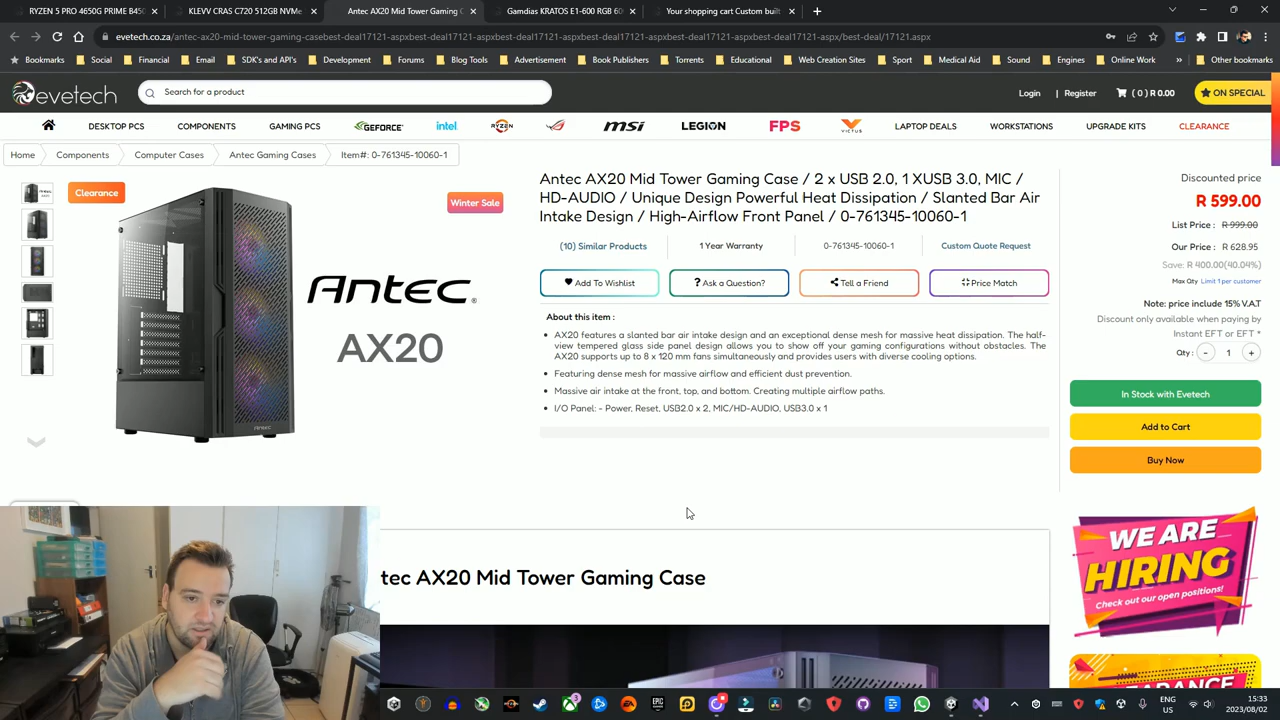 RYZEN 5 PRO 4650G PRIME B45
KLEVV CRAS C720 512GB NVMe
Antec AX20 Mid Tower Gaming C
Gamdias KRATOS E1-600 RGB 60
Your shopping cart Custom built
evetech.co.za/antec-ax20-mid-tower-gaming-casebest-deal17121-aspxbest-deal17121-aspxbest-deal17121-aspxbest-deal17121-aspxbest-deal17121-aspx/best-deal/17121.aspx
Bookmarks Social Financial Email SDK's and API's Development Forums Blog Tools Advertisement Book Publishers Torrents Educational Web Creation Sites Sport Medical Aid Sound Engines Online Work Other bookmarks
evetech Search for a product Login | Register ( 0 ) R 0.00 ON SPECIAL
DESKTOP PCS COMPONENTS GAMING PCS GEFORCE intel RYZEN msi LEGION FPS VICTUS LAPTOP DEALS WORKSTATIONS UPGRADE KITS CLEARANCE
Home Components Computer Cases Antec Gaming Cases Item#: 0-761345-10060-1
Clearance
Winter Sale
ANTEC
Antec
AX20
Antec AX20 Mid Tower Gaming Case / 2 x USB 2.0, 1 XUSB 3.0, MIC /
HD-AUDIO / Unique Design Powerful Heat Dissipation / Slanted Bar Air
Intake Design / High-Airflow Front Panel / 0-761345-10060-1
(10) Similar Products 1 Year Warranty 0-761345-10060-1 Custom Quote Request
Add To Wishlist ? Ask a Question? Tell a Friend Price Match
About this item :
AX20 features a slanted bar air intake design and an exceptional dense mesh for massive heat dissipation. The half-
view tempered glass side panel design allows you to show off your gaming configurations without obstacles. The
AX20 supports up to 8 x 120 mm fans simultaneously and provides users with diverse cooling options.
Featuring dense mesh for massive airflow and efficient dust prevention.
Massive air intake at the front, top, and bottom. Creating multiple airflow paths.
I/O Panel: - Power, Reset, USB2.0 x 2, MIC/HD-AUDIO, USB3.0 x 1
Discounted price
R 599.00
List Price : R 999.00
Our Price : R 628.95
Save: R 400.00(40.04%)
Max Qty Limit 1 per customer
Note: price include 15% V.A.T
Discount only available when paying by
Instant EFT or EFT *
Qty : - 1 +
In Stock with Evetech
Add to Cart
Buy Now
WE ARE
HIRING
Check out our open positions!
tec AX20 Mid Tower Gaming Case
EPIC
3
ENG
US
15:33
2023/08/02